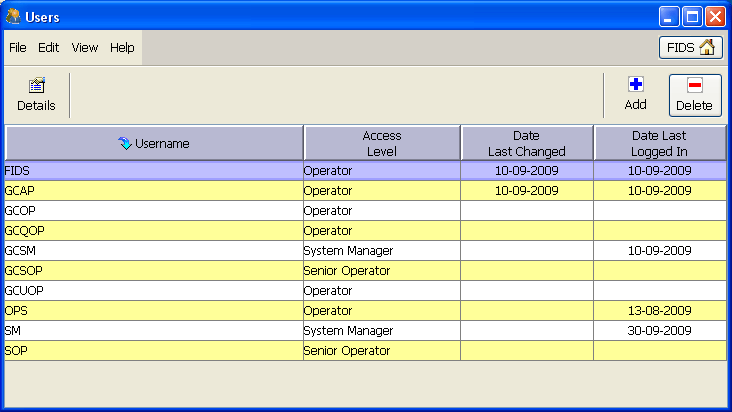 Users
File Edit View Help FIDS
Details Add Delete
Username Access Level Date Last Changed Date Last Logged In
FIDS Operator 10-09-2009 10-09-2009
GCAP Operator 10-09-2009 10-09-2009
GCOP Operator
GCQOP Operator
GCSM System Manager 10-09-2009
GCSOP Senior Operator
GCUOP Operator
OPS Operator 13-08-2009
SM System Manager 30-09-2009
SOP Senior Operator